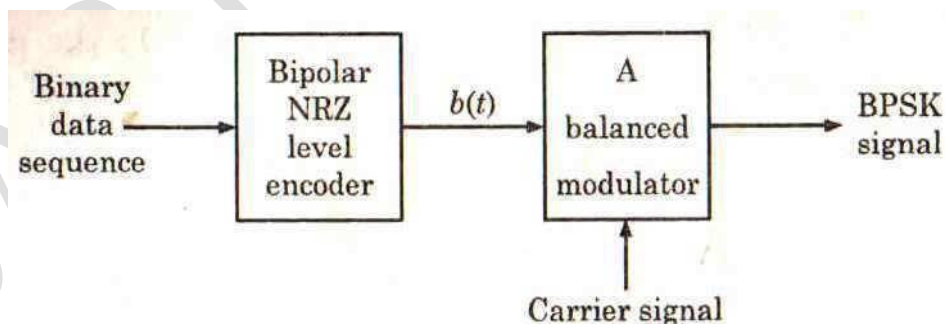 Binary
data
sequence
Bipolar
NRZ
level
encoder
b(t)
A
balanced
modulator
BPSK
signal
Carrier signal